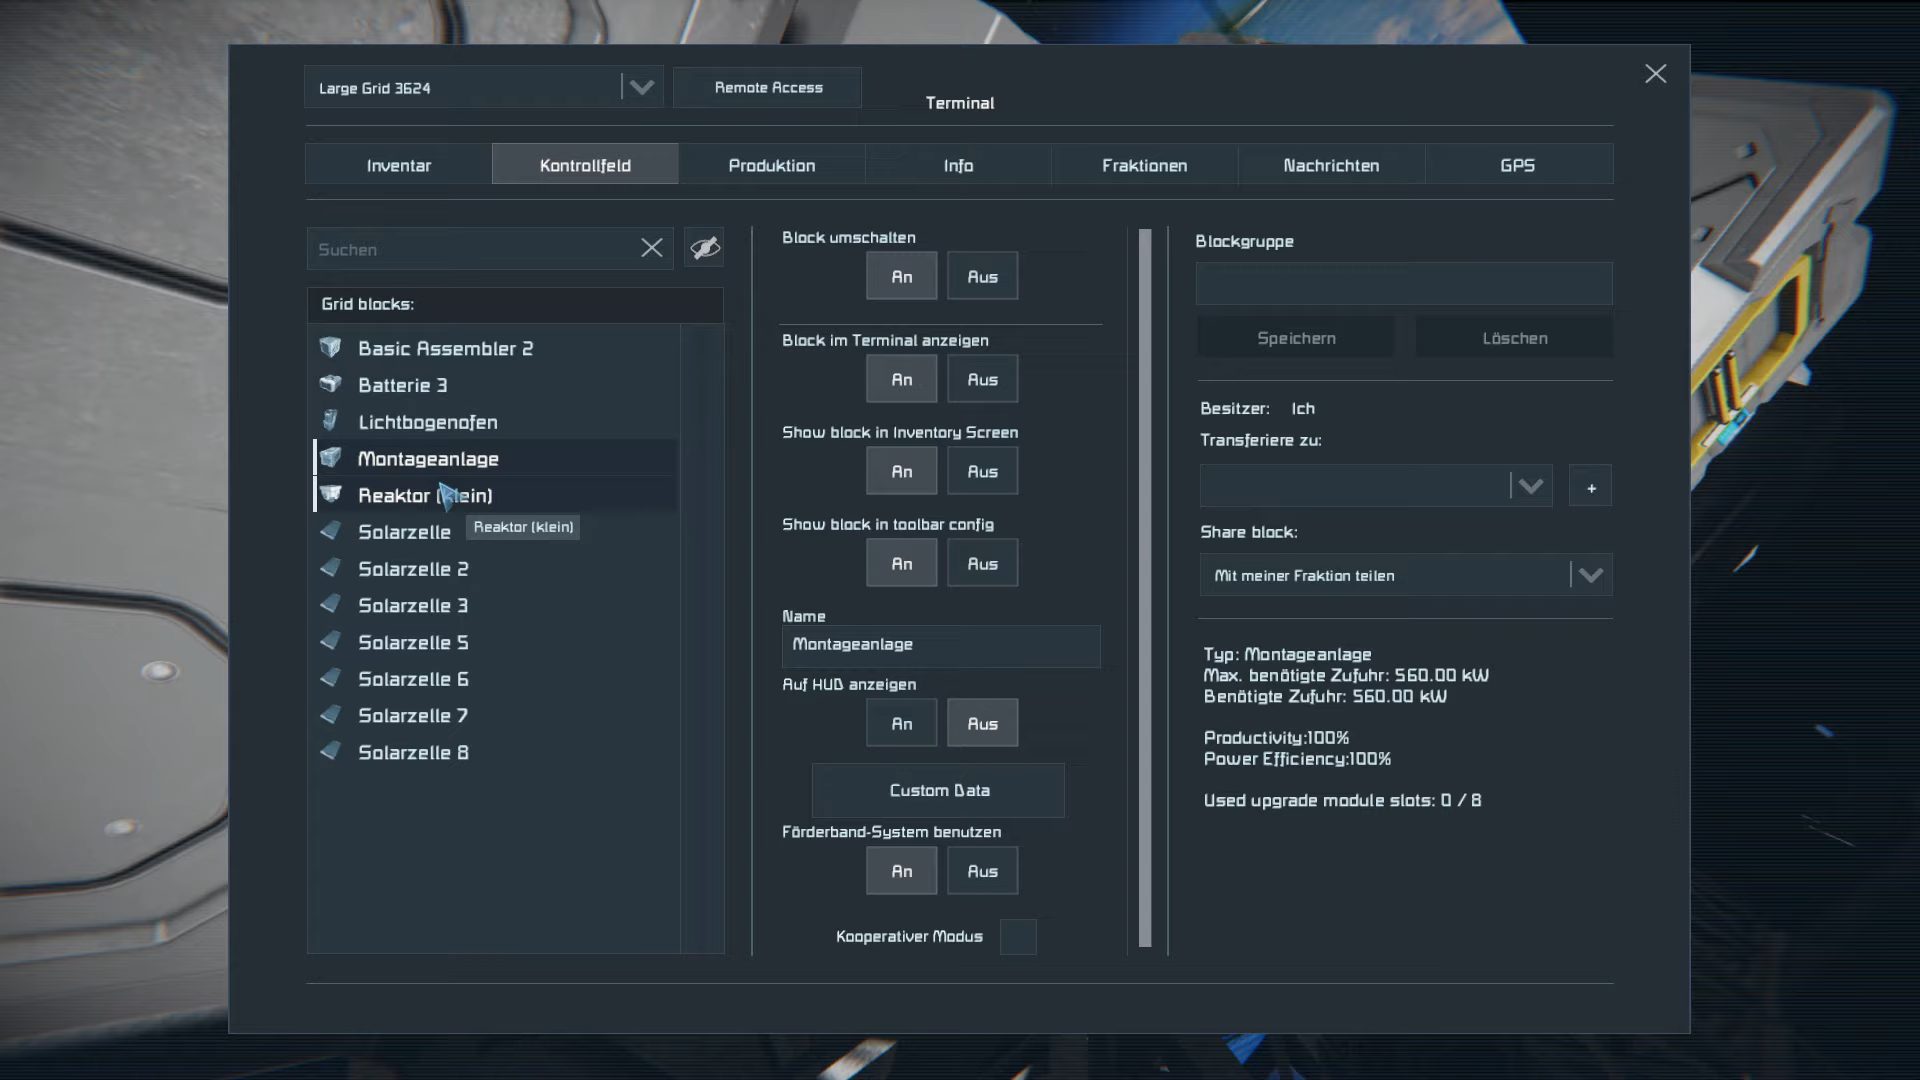 Large Grid 3624
Remote Access
Terminal
Inventar
Kontrollfeld
Produktion
Info
Fraktionen
Nachrichten
GPS
Suchen
Grid blocks:
Basic Assembler 2
Batterie 3
Lichtbogenofen
Montageanlage
Reaktor (klein)
Solarzelle
Reaktor (klein)
Solarzelle 2
Solarzelle 3
Solarzelle 5
Solarzelle 6
Solarzelle 7
Solarzelle 8
Block umschalten
An Aus
Block im Terminal anzeigen
An Aus
Show block in Inventory Screen
An Aus
Show block in toolbar config
An Aus
Name
Montageanlage
Auf HUD anzeigen
An Aus
Custom Data
Förderband-System benutzen
An Aus
Kooperativer Modus
Blockgruppe
Speichern Löschen
Besitzer: Ich
Transferiere zu:
+
Share block:
Mit meiner Fraktion teilen
Typ: Montageanlage
Max. benötigte Zufuhr: 560.00 kW
Benötigte Zufuhr: 560.00 kW
Productivity:100%
Power Efficiency:100%
Used upgrade module slots: 0 / 8